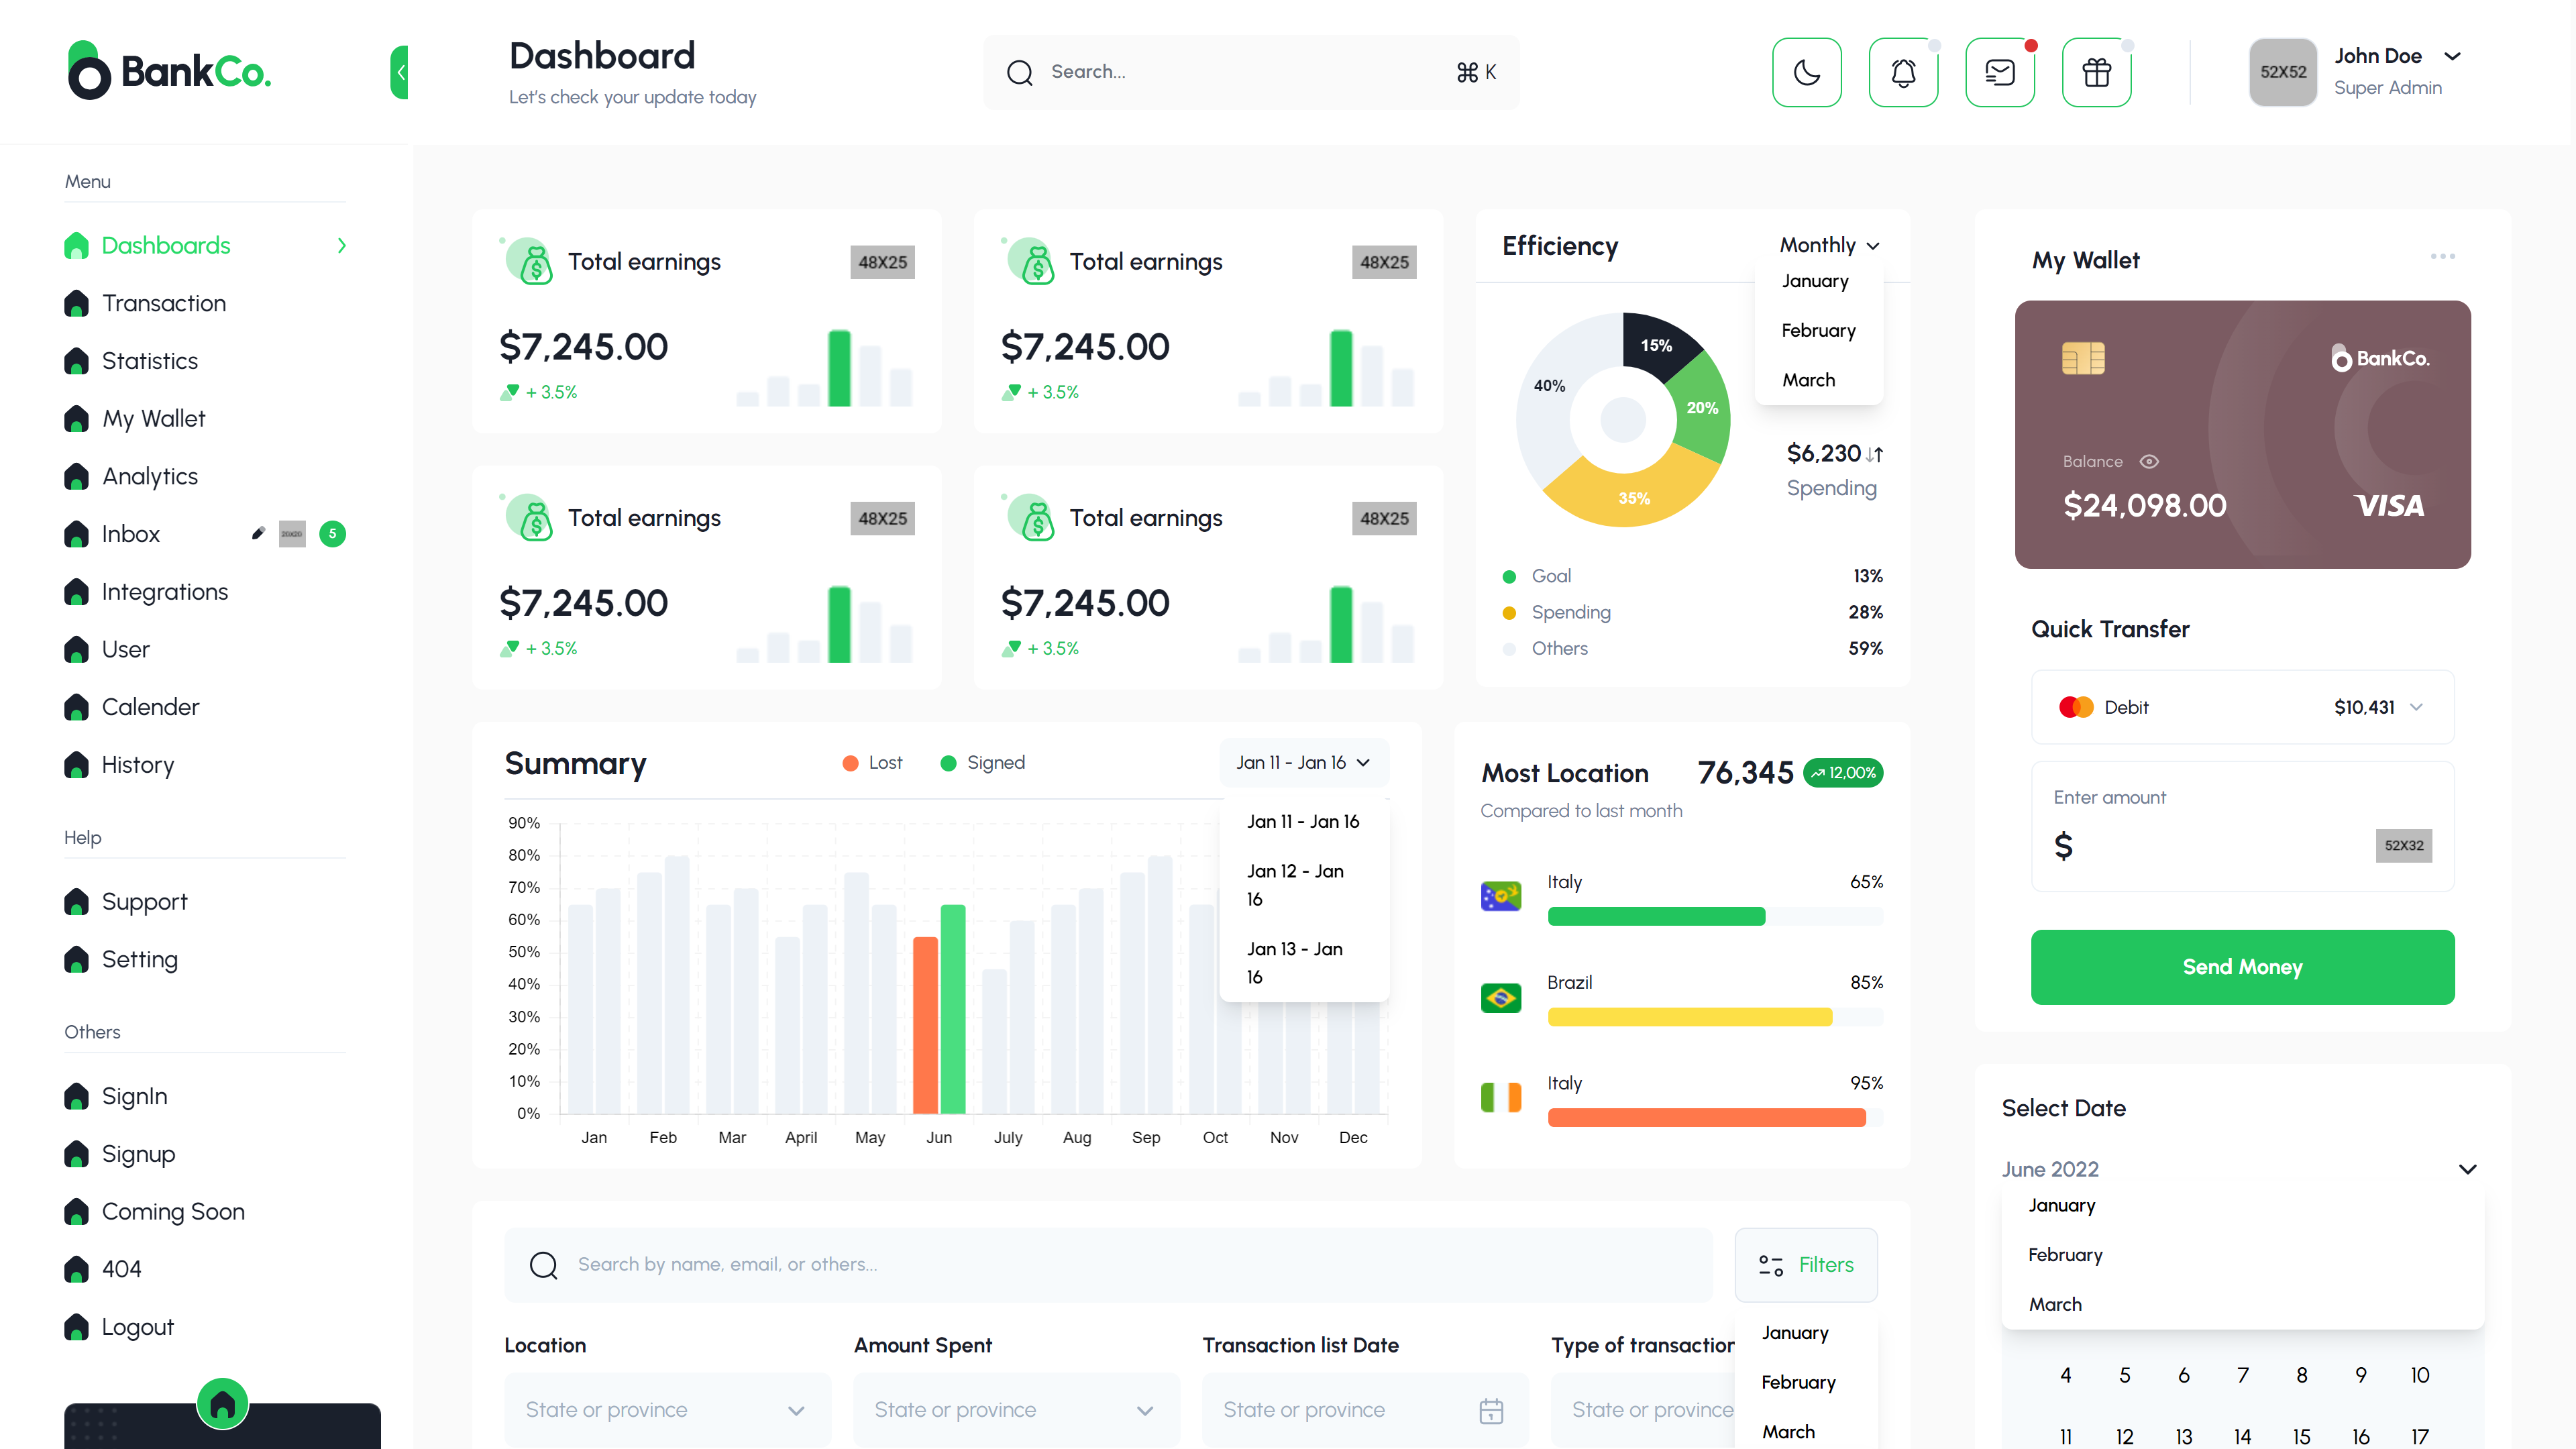 BankCo.
Dashboard
Let's check your update today
Search...
⌘ K
John Doe
Super Admin
52X52
Menu
Dashboards
Transaction
Statistics
My Wallet
Analytics
Inbox
20X20
5
Integrations
User
Calender
History
Help
Support
Setting
Others
SignIn
Signup
Coming Soon
404
Logout
Total earnings
48X25
$7,245.00
+ 3.5%
Total earnings
48X25
$7,245.00
+ 3.5%
Total earnings
48X25
$7,245.00
+ 3.5%
Total earnings
48X25
$7,245.00
+ 3.5%
Efficiency
Monthly
January
February
March
15%
20%
35%
40%
$6,230
Spending
Goal 13%
Spending 28%
Others 59%
Summary
Lost
Signed
Jan 11 - Jan 16
Jan 11 - Jan 16
Jan 12 - Jan
16
Jan 13 - Jan
16
90%
80%
70%
60%
50%
40%
30%
20%
10%
0%
Jan Feb Mar April May Jun July Aug Sep Oct Nov Dec
Most Location
76,345
12,00%
Compared to last month
Italy 65%
Brazil 85%
Italy 95%
Search by name, email, or others...
Filters
January
February
March
Location
State or province
Amount Spent
State or province
Transaction list Date
State or province
Type of transaction
State or province
My Wallet
BankCo.
Balance
$24,098.00
VISA
Quick Transfer
Debit
$10,431
Enter amount
$
52X32
Send Money
Select Date
June 2022
January
February
March
4 5 6 7 8 9 10
11 12 13 14 15 16 17